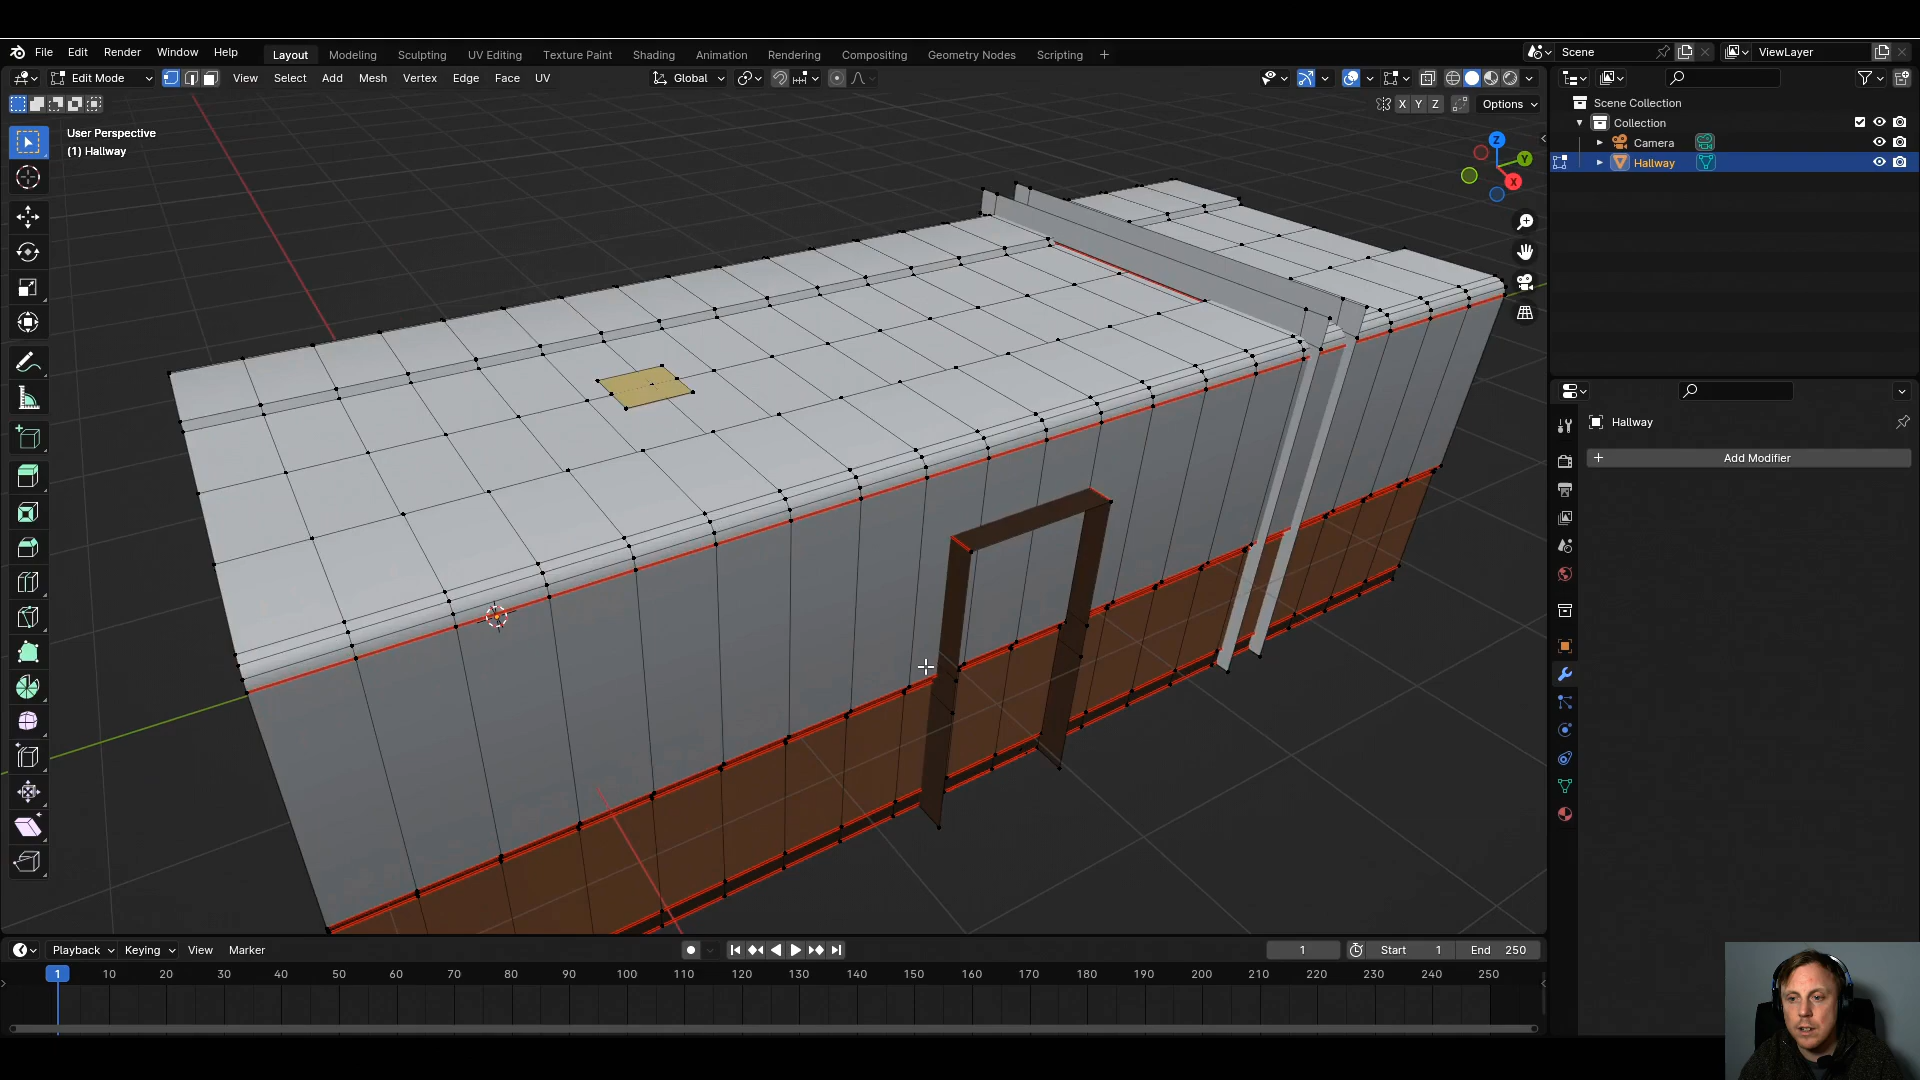 File Edit Render Window Help Layout Modeling Sculpting UV Editing Texture Paint Shading Animation Rendering Compositing Geometry Nodes Scripting + Scene ViewLayer
Edit Mode View Select Add Mesh Vertex Edge Face UV Global
X Y Z Options
Scene Collection
Collection
Camera
Hallway
User Perspective
(1) Hallway
Z
Y
X
Hallway
+ Add Modifier
Playback Keying View Marker 1 Start 1 End 250
1 10 20 30 40 50 60 70 80 90 100 110 120 130 140 150 160 170 180 190 200 210 220 230 240 250